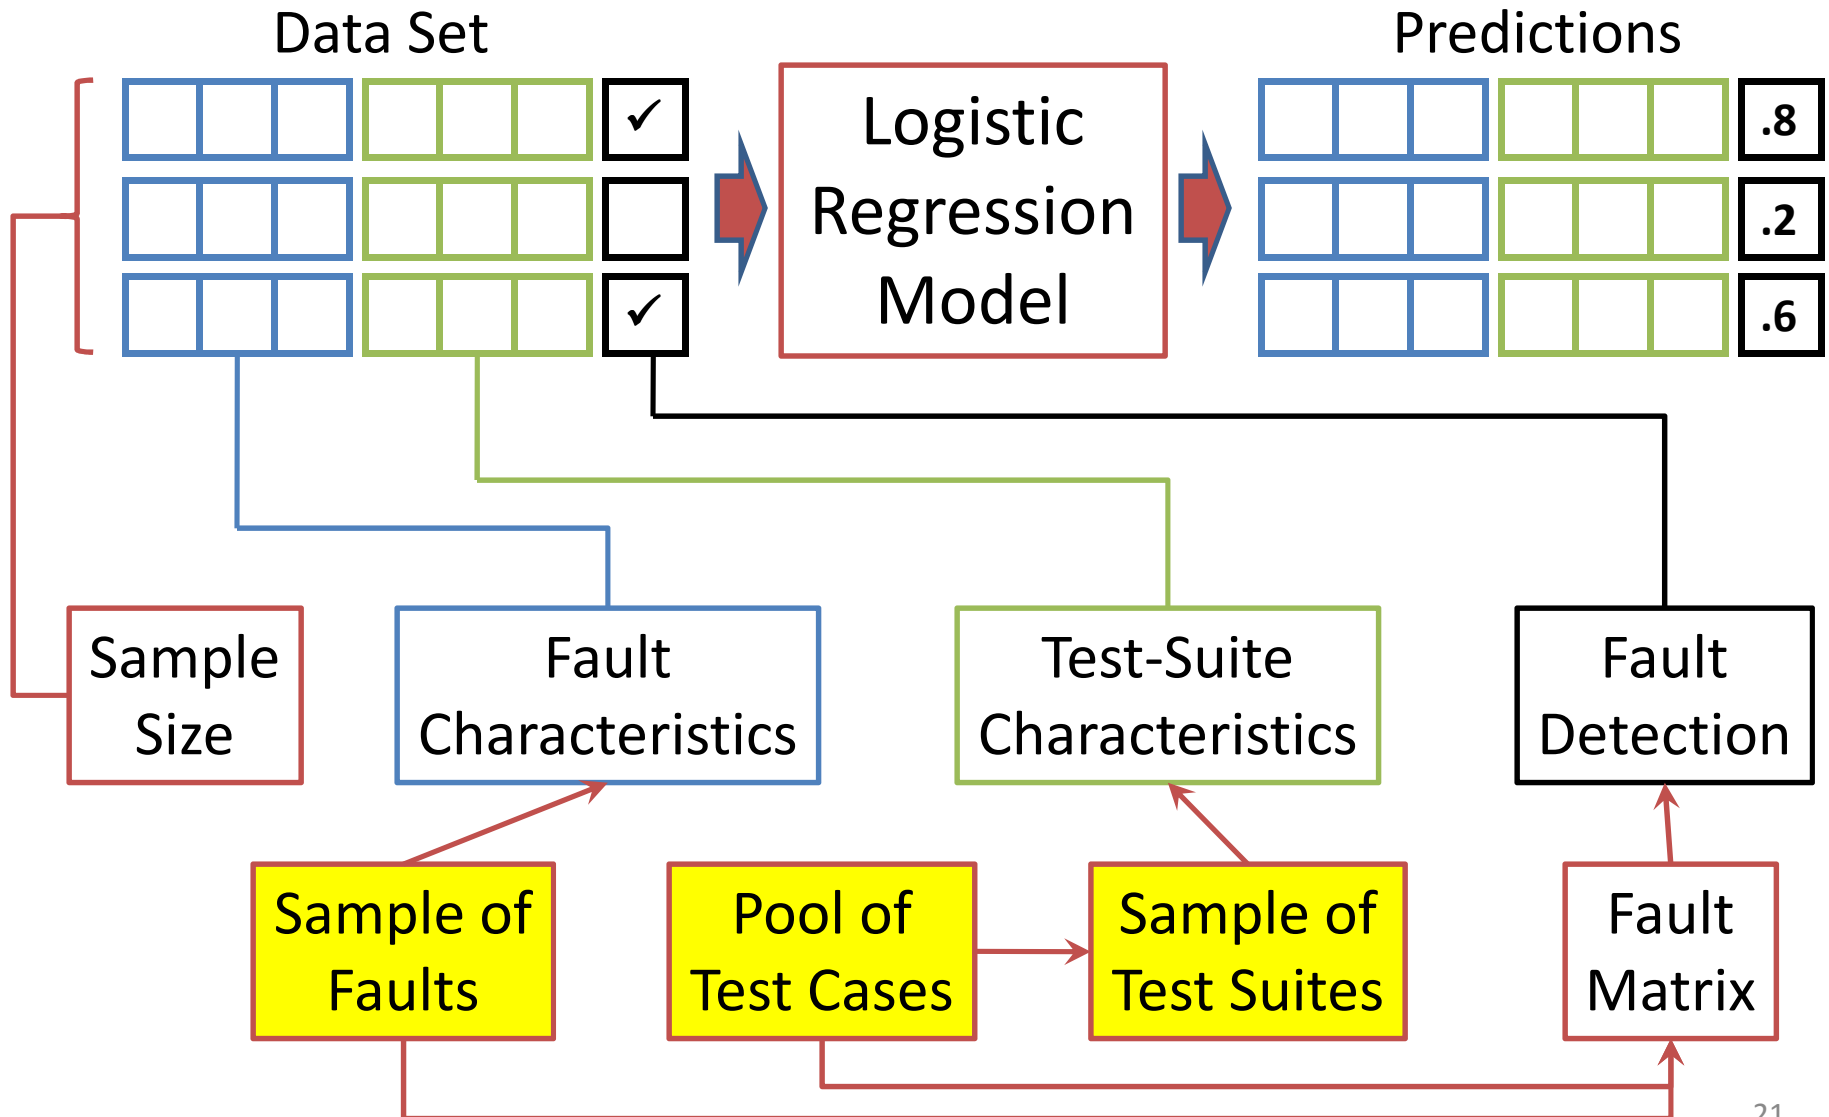 Data Set
Predictions
✓
✓
Logistic
Regression
Model
.8
.2
.6
Sample
Size
Fault
Characteristics
Test-Suite
Characteristics
Fault
Detection
Sample of
Faults
Pool of
Test Cases
Sample of
Test Suites
Fault
Matrix
21